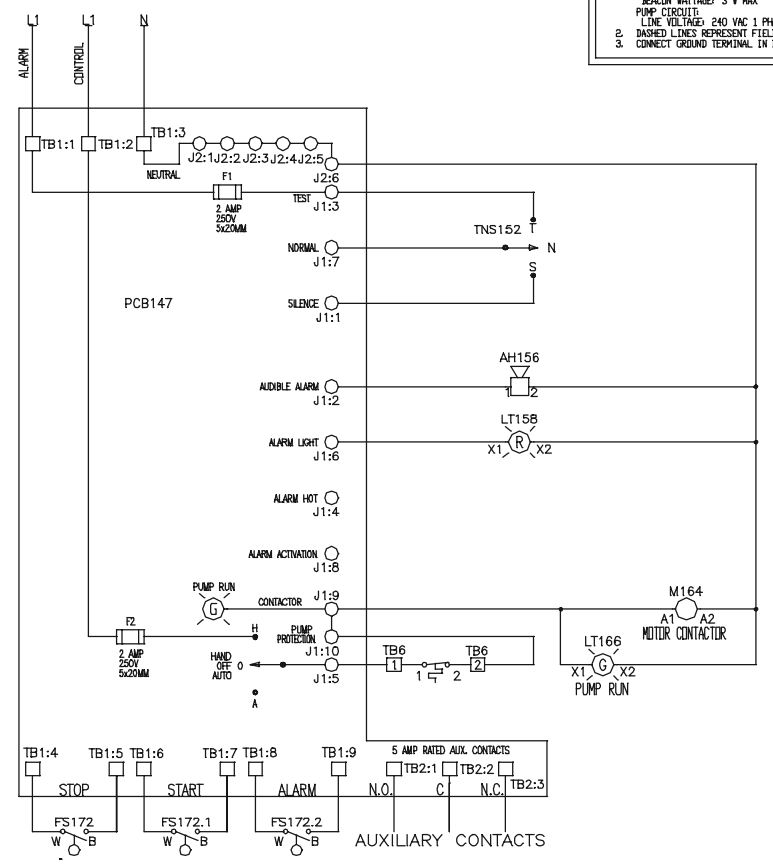 PUMP CIRCUIT:
LINE VOLTAGE: 240 VAC 1 PH
2. DASHED LINES REPRESENT FIEL
3. CONNECT GROUND TERMINAL IN
L1 L1 N
ALARM
CONTROL
TB1:1 TB1:2 TB1:3
J2:1 J2:2 J2:3 J2:4 J2:5
NEUTRAL
J2:6
F1
TEST
J1:3
2 AMP
250V
5x20MM
TNS152 T
NORMAL
N
J1:7
S
PCB147
SILENCE
J1:1
AH156
AUDIBLE ALARM
1 2
J1:2
LT158
ALARM LIGHT
R
X1 X2
J1:6
ALARM HOT
J1:4
ALARM ACTIVATION
J1:8
PUMP RUN
G
CONTACTOR
J1:9
M164
A1 A2
MOTOR CONTACTOR
F2
H
PUMP
PROTECTION
J1:10
2 AMP
250V
5x20MM
HAND
OFF O
AUTO
J1:5
A
TB6 TB6
1 1 2 2
LT166
G
X1 X2
PUMP RUN
TB1:4 TB1:5 TB1:6 TB1:7 TB1:8 TB1:9
5 AMP RATED AUX. CONTACTS
TB2:1 TB2:2 TB2:3
STOP START ALARM N.O. C N.C.
FS172 FS172.1 FS172.2
W B W B W B
AUXILIARY CONTACTS